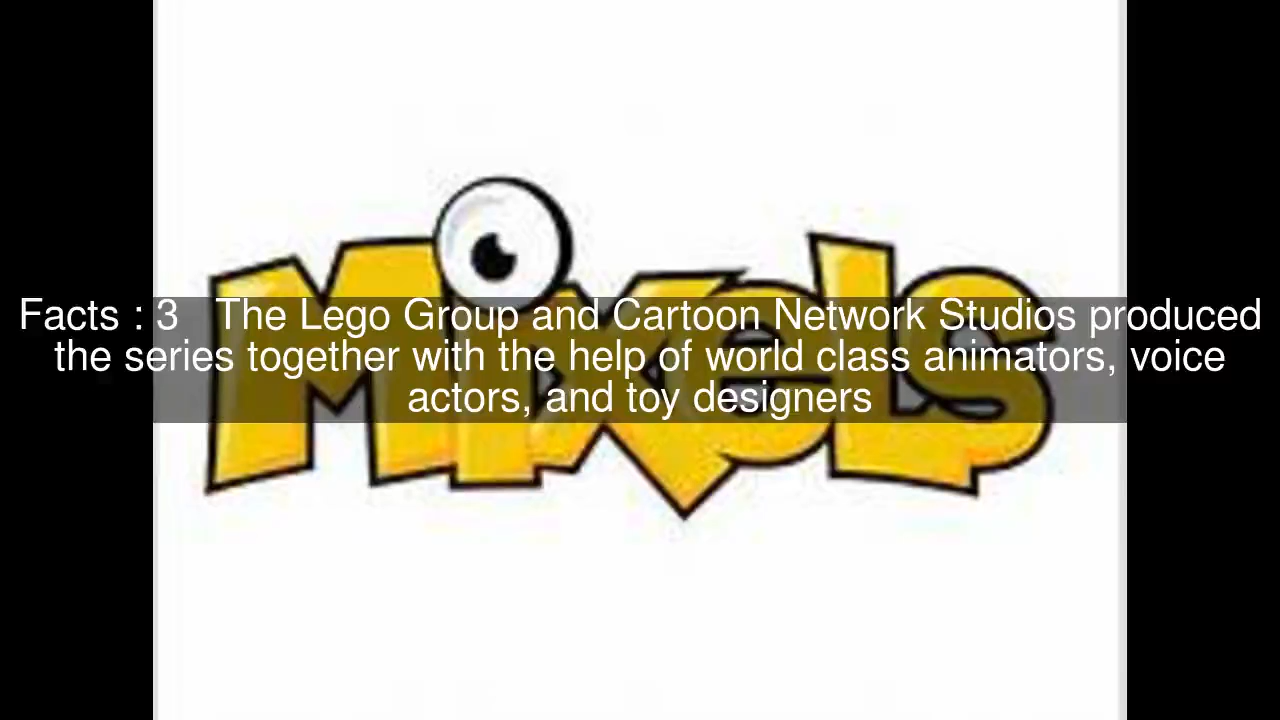 Mixels
Facts : 3 The Lego Group and Cartoon Network Studios produced
the series together with the help of world class animators, voice
actors, and toy designers